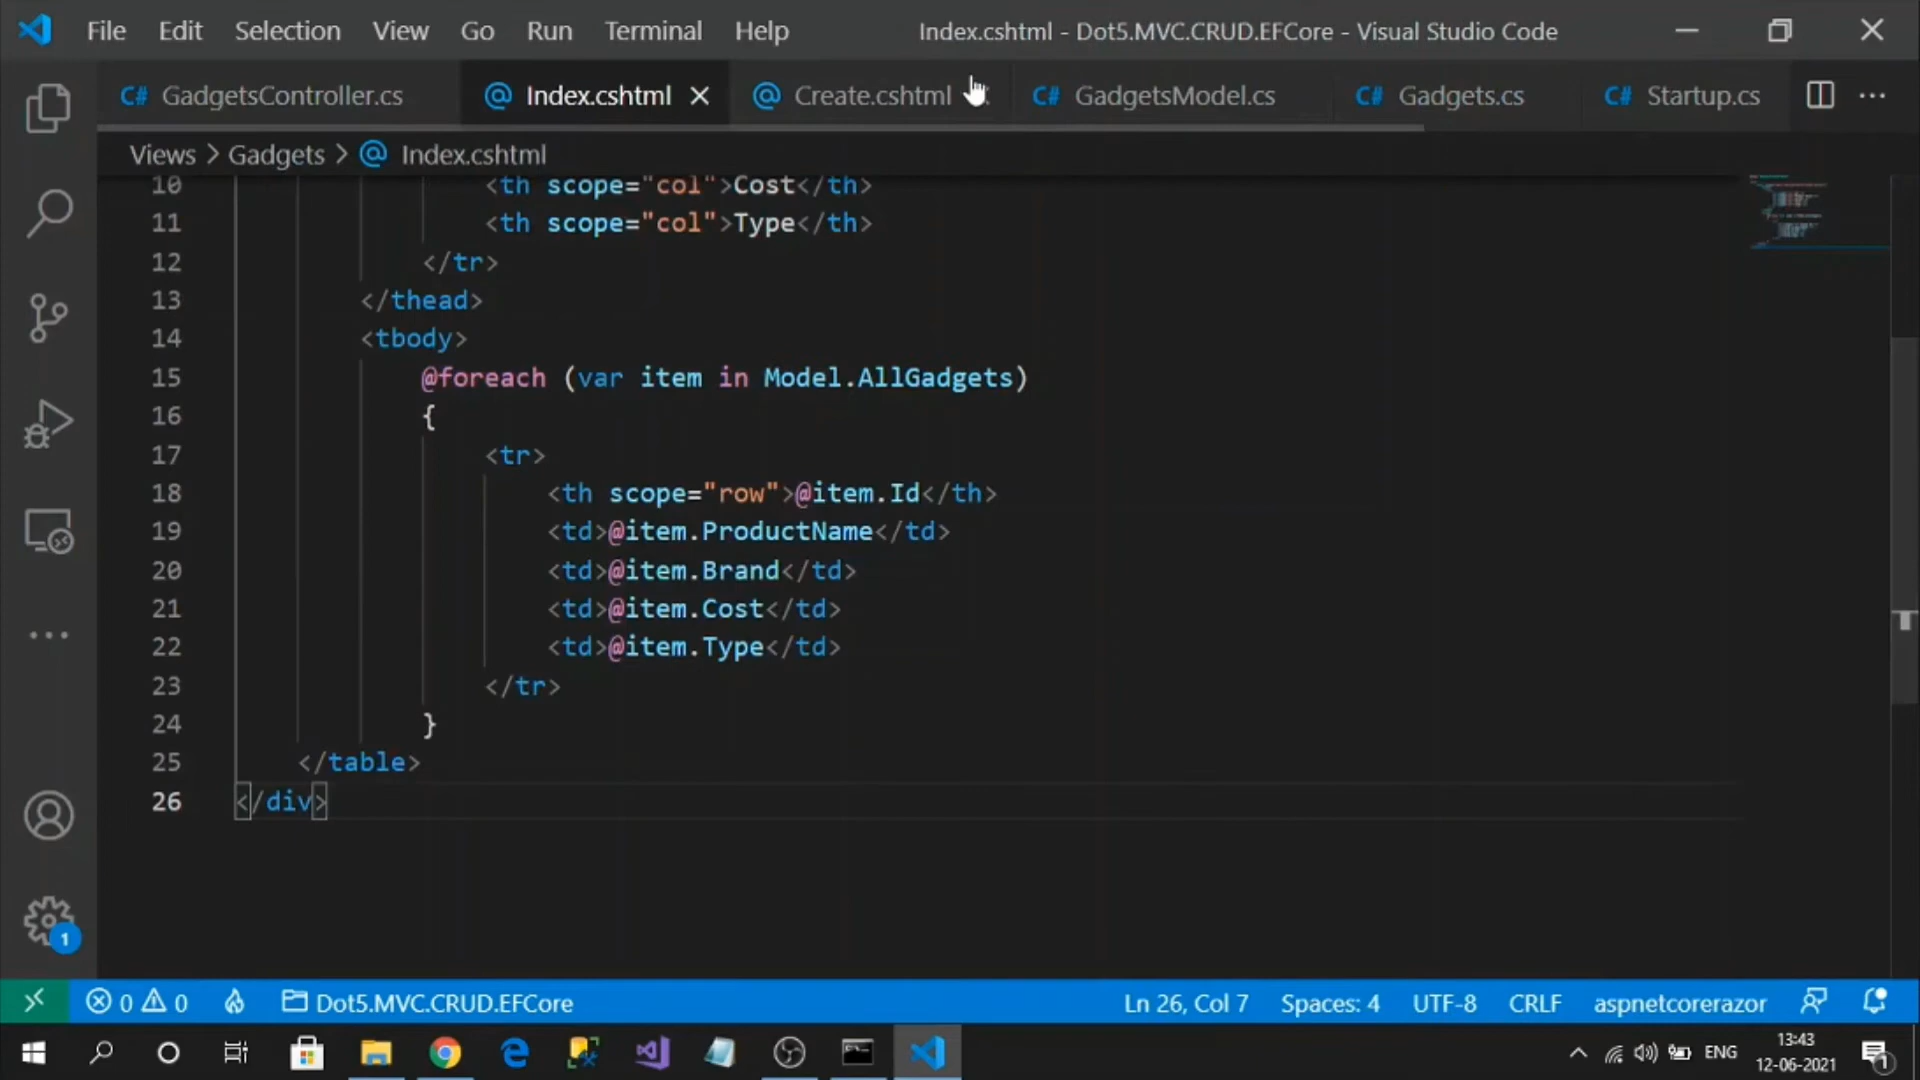 File Edit Selection View Go Run Terminal Help Index.cshtml - Dot5.MVC.CRUD.EFCore - Visual Studio Code
GadgetsController.cs Index.cshtml Create.cshtml GadgetsModel.cs Gadgets.cs Startup.cs
Views > Gadgets > Index.cshtml
10 <th scope="col">Cost</th>
11 <th scope="col">Type</th>
12 </tr>
13 </thead>
14 <tbody>
15 @foreach (var item in Model.AllGadgets)
16 {
17 <tr>
18 <th scope="row">@item.Id</th>
19 <td>@item.ProductName</td>
20 <td>@item.Brand</td>
21 <td>@item.Cost</td>
22 <td>@item.Type</td>
23 </tr>
24 }
25 </table>
26 </div>
1
0 0 Dot5.MVC.CRUD.EFCore Ln 26, Col 7 Spaces: 4 UTF-8 CRLF aspnetcorerazor
ENG 13:43
12-06-2021
1